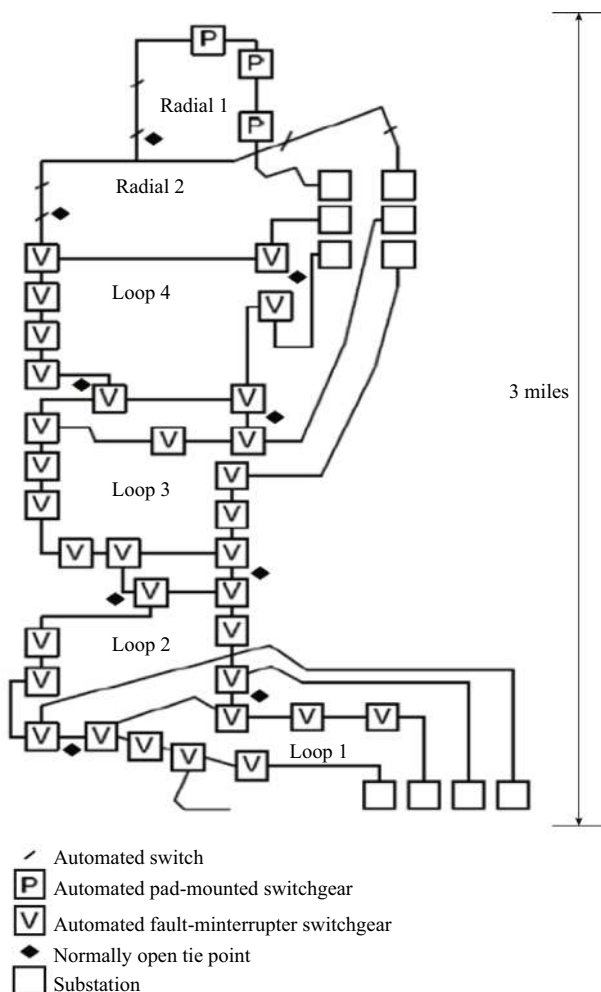 P
P
Radial 1
P
Radial 2
V V
V
Loop 4
V
V
V
3 miles
V V
V
V V
V
V
Loop 3
V
V
V V V
V V
V
V
Loop 2
V V
V V V
V V
V
V
Loop 1
V
Automated switch
P Automated pad-mounted switchgear
V Automated fault-minterrupter switchgear
Normally open tie point
Substation